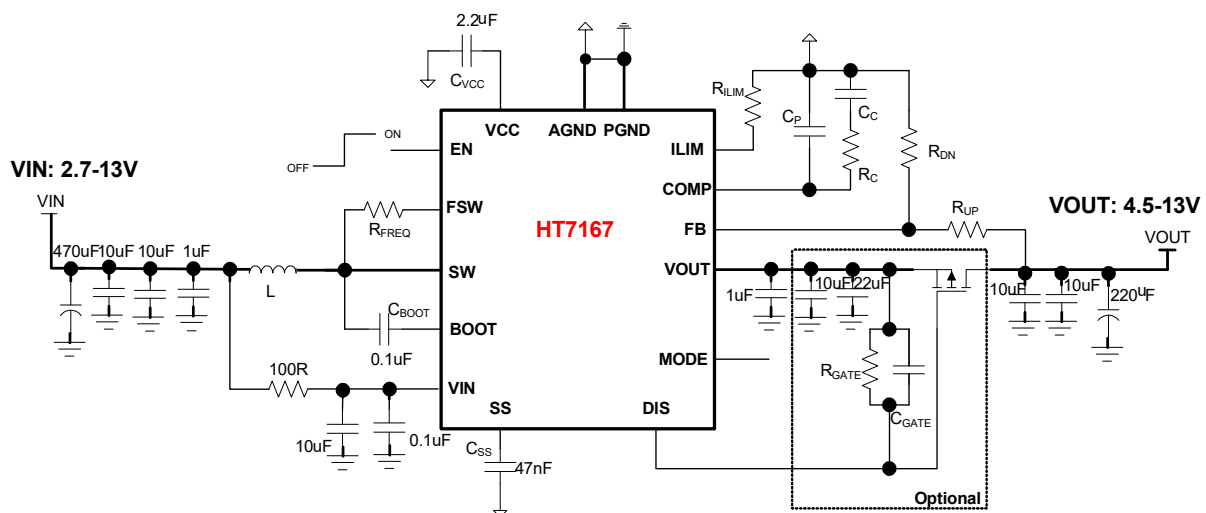 2.2uF
CVCC
ON
OFF
VIN: 2.7-13V
VIN
470uF
10uF
10uF
1uF
L
RFREQ
CBOOT
0.1uF
100R
10uF
0.1uF
CSS
47nF
VCC
AGND
PGND
EN
FSW
SW
BOOT
VIN
SS
HT7167
ILIM
COMP
FB
VOUT
MODE
DIS
RILIM
CP
CC
RC
RDN
RUP
VOUT: 4.5-13V
VOUT
1uF
10uF
22uF
10uF
10uF
220uF
RGATE
CGATE
Optional